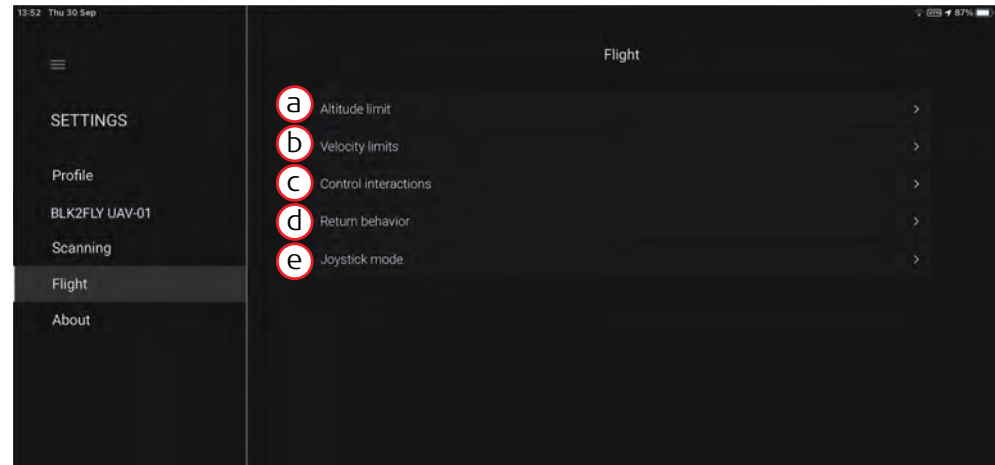 13:52 Thu 30 Sep
VPN 87%
Flight
SETTINGS
Profile
BLK2FLY UAV-01
Scanning
Flight
About
a Altitude limit
b Velocity limits
c Control interactions
d Return behavior
e Joystick mode